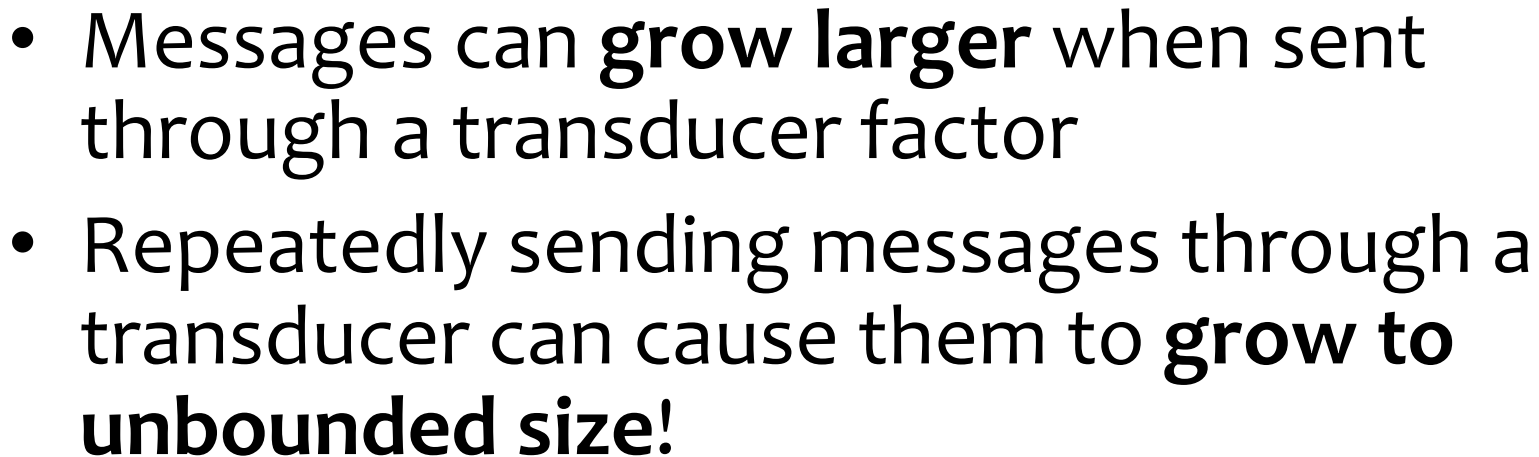 • Messages can grow larger when sent
through a transducer factor
• Repeatedly sending messages through a
transducer can cause them to grow to
unbounded size!